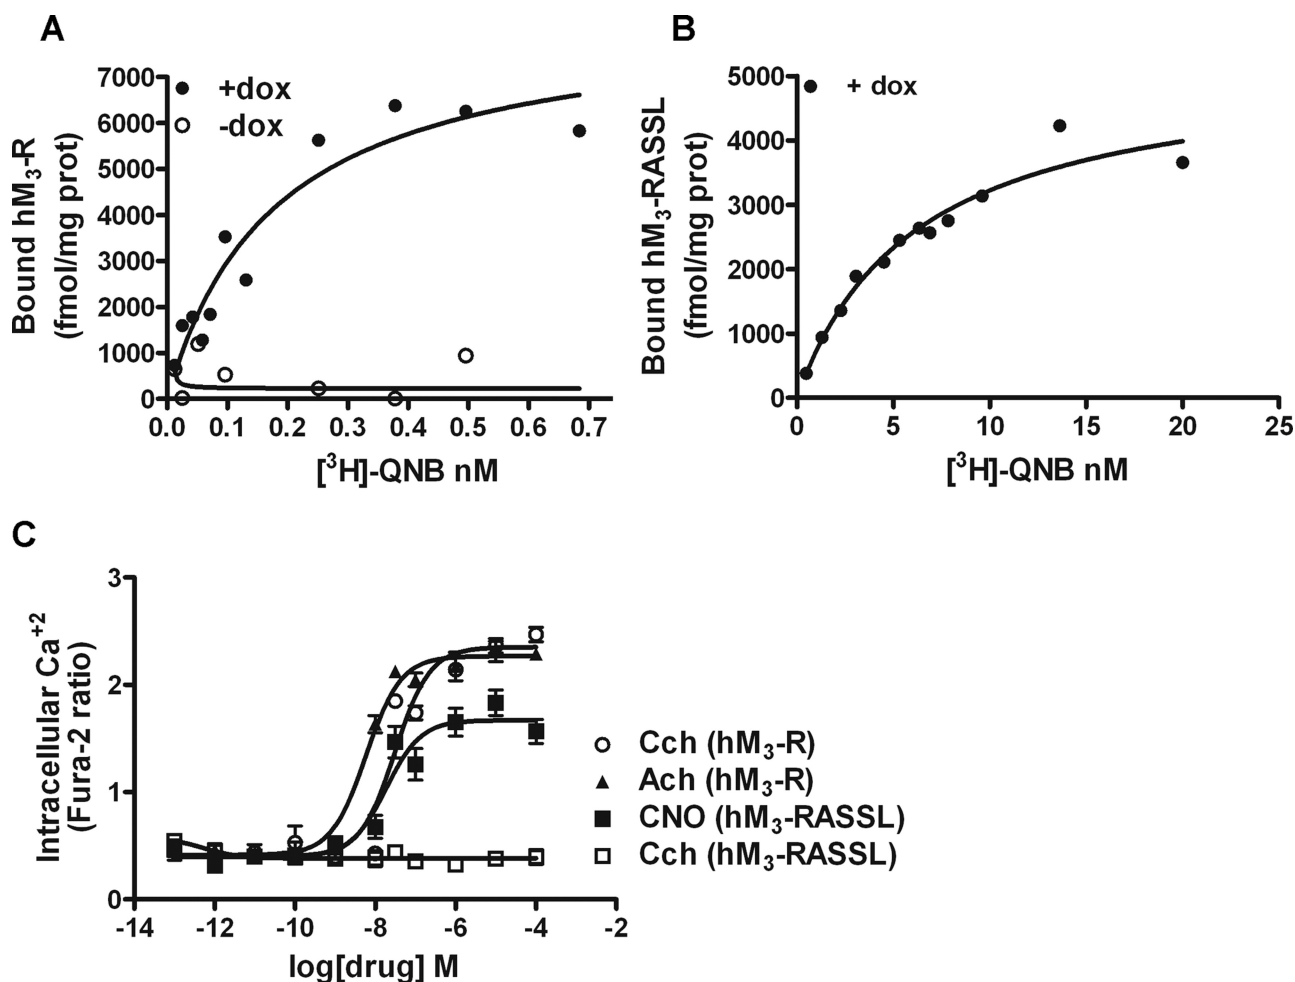 A
7000
6000
5000
4000
3000
2000
1000
0
Bound hM₃-R
(fmol/mg prot)
+dox
-dox
0.0 0.1 0.2 0.3 0.4 0.5 0.6 0.7
[³H]-QNB nM
B
5000
4000
3000
2000
1000
0
Bound hM₃-RASSL
(fmol/mg prot)
+ dox
0 5 10 15 20 25
[³H]-QNB nM
C
3
2
1
0
Intracellular Ca⁺²
(Fura-2 ratio)
-14 -12 -10 -8 -6 -4 -2
log[drug] M
Cch (hM₃-R)
Ach (hM₃-R)
CNO (hM₃-RASSL)
Cch (hM₃-RASSL)